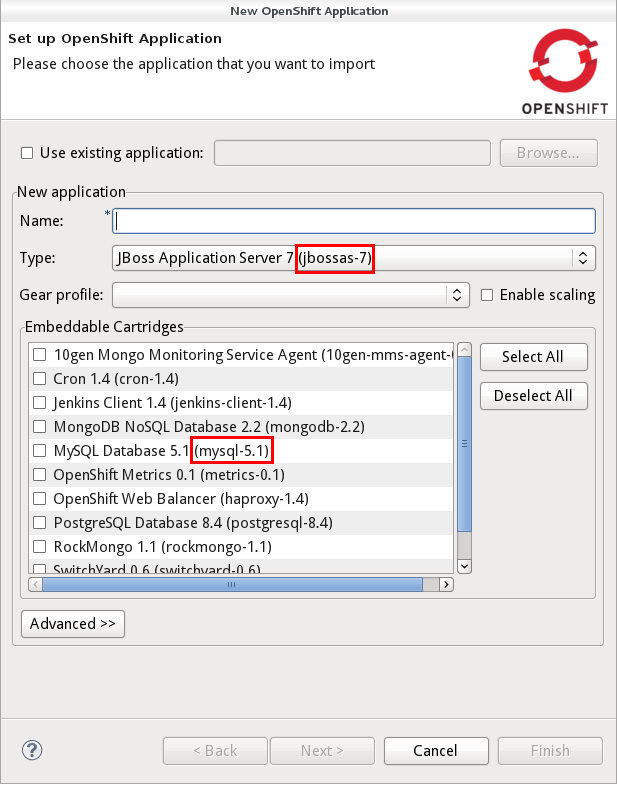 New OpenShift Application
Set up OpenShift Application
Please choose the application that you want to import
OPENSHIFT
Use existing application:
Browse...
New application
Name: *
Type: JBoss Application Server 7 (jbossas-7)
Gear profile:
Enable scaling
Embeddable Cartridges
10gen Mongo Monitoring Service Agent (10gen-mms-agent-
Cron 1.4 (cron-1.4)
Jenkins Client 1.4 (jenkins-client-1.4)
MongoDB NoSQL Database 2.2 (mongodb-2.2)
MySQL Database 5.1 (mysql-5.1)
OpenShift Metrics 0.1 (metrics-0.1)
OpenShift Web Balancer (haproxy-1.4)
PostgreSQL Database 8.4 (postgresql-8.4)
RockMongo 1.1 (rockmongo-1.1)
SwitchYard 0.6 (switchyard-0.6)
Select All
Deselect All
Advanced >>
?
< Back
Next >
Cancel
Finish